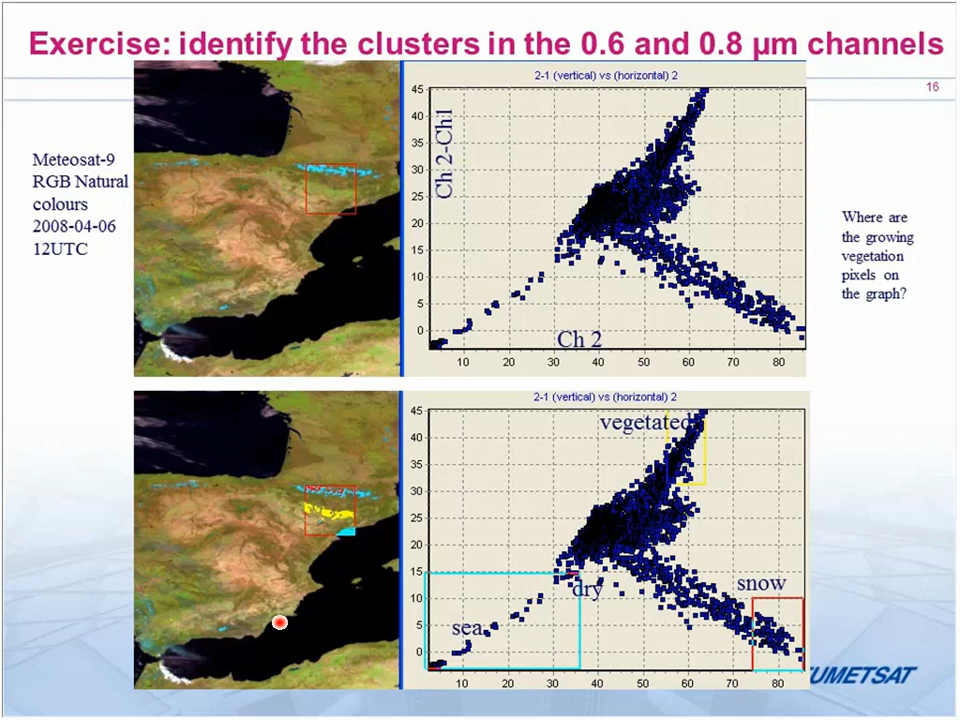 Exercise: identify the clusters in the 0.6 and 0.8 µm channels
16
Meteosat-9
RGB Natural
colours
2008-04-06
12UTC
2-1 (vertical) vs (horizontal) 2
45
40
35
30
25
20
15
10
5
0
Ch 2-Ch1
Ch 2
10 20 30 40 50 60 70 80
Where are
the growing
vegetation
pixels on
the graph?
2-1 (vertical) vs (horizontal) 2
45
40
35
30
25
20
15
10
5
0
vegetated
dry
snow
sea
10 20 30 40 50 60 70 80
UMETSAT